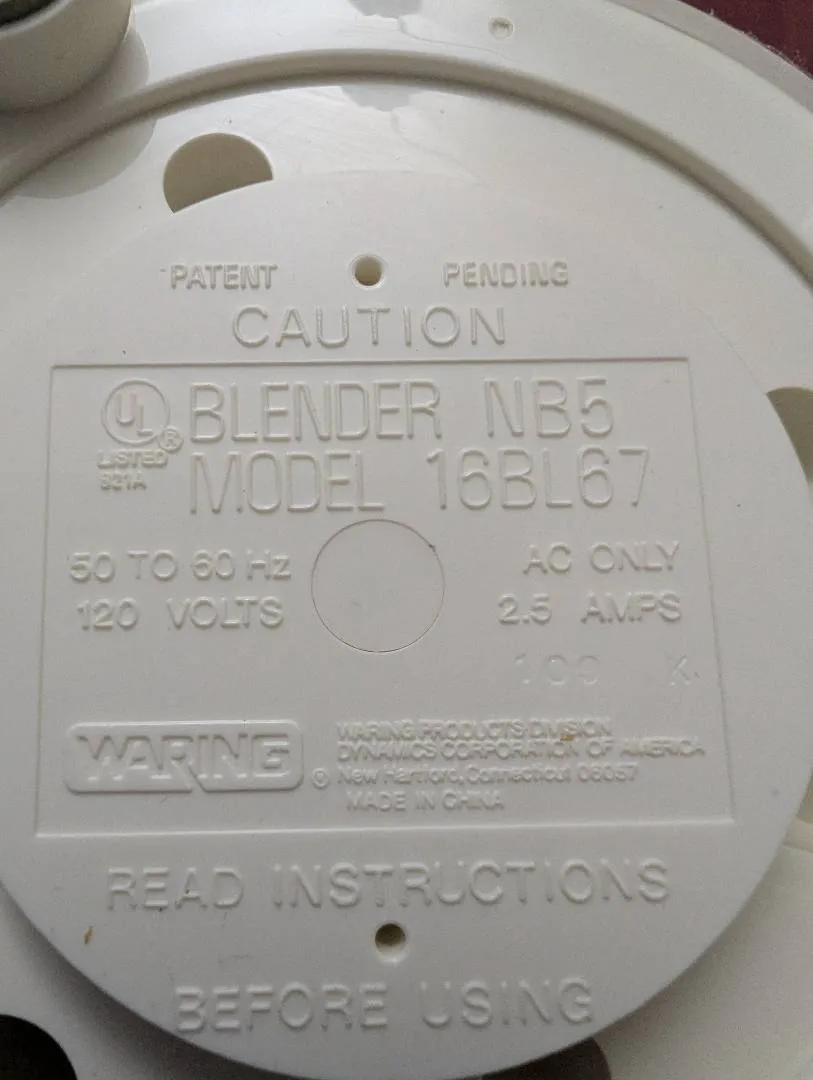 PATENT PENDING
CAUTION
UL ® BLENDER NB5
LISTED
821A
MODEL 16BL67
50 TO 60 Hz AC ONLY
120 VOLTS 2.5 AMPS
WARING
®
WARING PRODUCTS DIVISION
DYNAMICS CORPORATION OF AMERICA
New Hartford, Connecticut 06057
MADE IN CHINA
READ INSTRUCTIONS
BEFORE USING